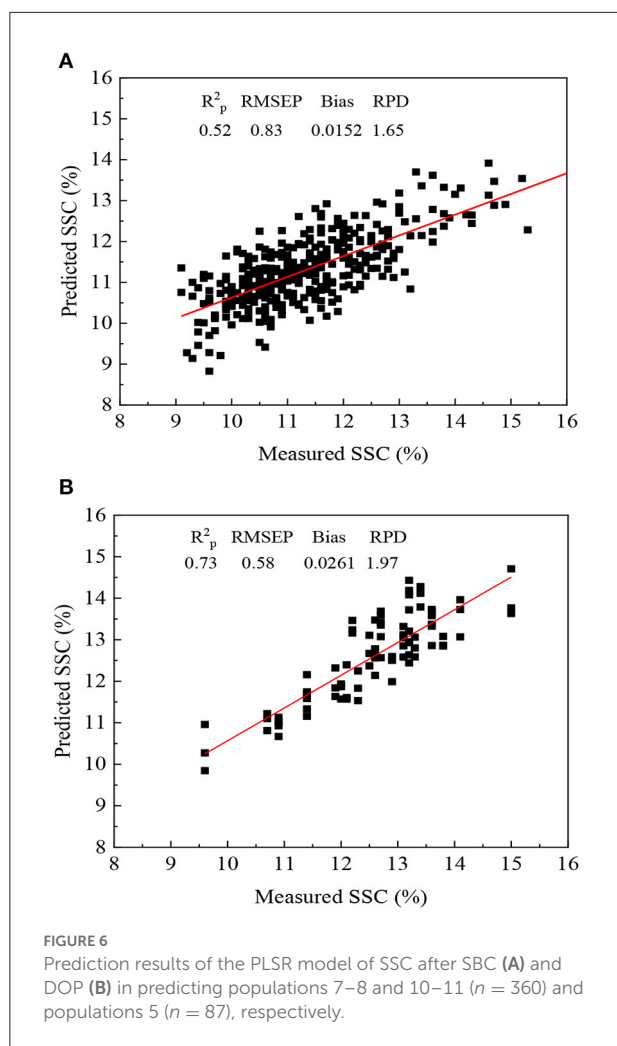 A
16
15
14
13
12
11
10
9
8
Predicted SSC (%)
R²p RMSEP Bias RPD
0.52 0.83 0.0152 1.65
8 9 10 11 12 13 14 15 16
Measured SSC (%)
B
16
15
14
13
12
11
10
9
8
Predicted SSC (%)
R²p RMSEP Bias RPD
0.73 0.58 0.0261 1.97
8 9 10 11 12 13 14 15 16
Measured SSC (%)
FIGURE 6
Prediction results of the PLSR model of SSC after SBC (A) and
DOP (B) in predicting populations 7–8 and 10–11 (n = 360) and
populations 5 (n = 87), respectively.